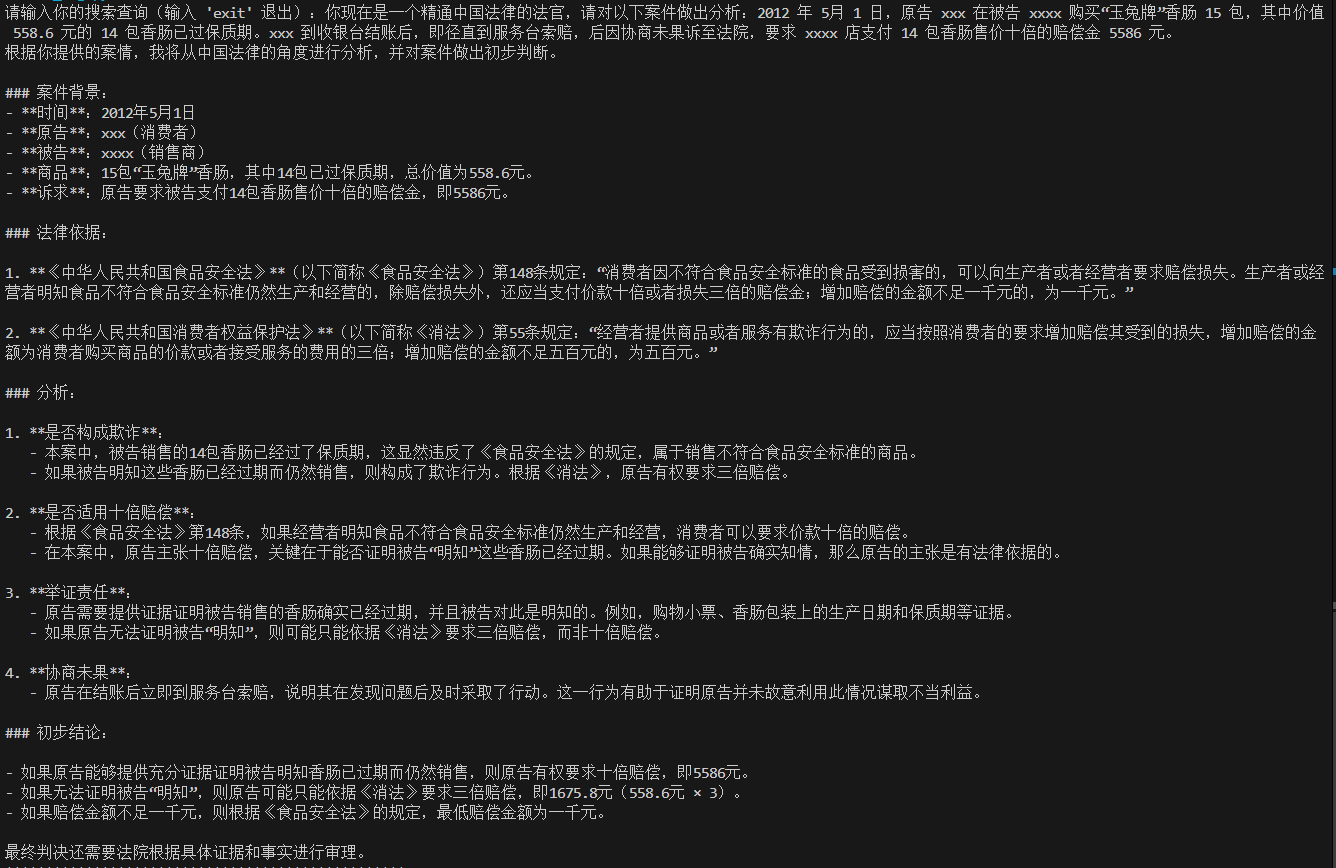 请输入你的搜索查询（输入 'exit' 退出）：你现在是一个精通中国法律的法官，请对以下案件做出分析：2012 年 5月 1 日，原告 xxx 在被告 xxxx 购买“玉兔牌”香肠 15 包，其中价值
558.6 元的 14 包香肠已过保质期。xxx 到收银台结账后，即径直到服务台索赔，后因协商未果诉至法院，要求 xxxx 店支付 14 包香肠售价十倍的赔偿金 5586 元。
根据你提供的案情，我将从中国法律的角度进行分析，并对案件做出初步判断。
### 案件背景：
- **时间**：2012年5月1日
- **原告**：xxx（消费者）
- **被告**：xxxx（销售商）
- **商品**：15包“玉兔牌”香肠，其中14包已过保质期，总价值为558.6元。
- **诉求**：原告要求被告支付14包香肠售价十倍的赔偿金，即5586元。
### 法律依据：
1. **《中华人民共和国食品安全法》**（以下简称《食品安全法》）第148条规定：“消费者因不符合食品安全标准的食品受到损害的，可以向生产者或者经营者要求赔偿损失。生产者或经
营者明知食品不符合食品安全标准仍然生产和经营的，除赔偿损失外，还应当支付价款十倍或者损失三倍的赔偿金；增加赔偿的金额不足一千元的，为一千元。”
2. **《中华人民共和国消费者权益保护法》**（以下简称《消法》）第55条规定：“经营者提供商品或者服务有欺诈行为的，应当按照消费者的要求增加赔偿其受到的损失，增加赔偿的金
额为消费者购买商品的价款或者接受服务的费用的三倍；增加赔偿的金额不足五百元的，为五百元。”
### 分析：
1. **是否构成欺诈**：
- 本案中，被告销售的14包香肠已经过了保质期，这显然违反了《食品安全法》的规定，属于销售不符合食品安全标准的商品。
- 如果被告明知这些香肠已经过期而仍然销售，则构成了欺诈行为。根据《消法》，原告有权要求三倍赔偿。
2. **是否适用十倍赔偿**：
- 根据《食品安全法》第148条，如果经营者明知食品不符合食品安全标准仍然生产和经营，消费者可以要求价款十倍的赔偿。
- 在本案中，原告主张十倍赔偿，关键在于能否证明被告“明知”这些香肠已经过期。如果能够证明被告确实知情，那么原告的主张是有法律依据的。
3. **举证责任**：
- 原告需要提供证据证明被告销售的香肠确实已经过期，并且被告对此是明知的。例如，购物小票、香肠包装上的生产日期和保质期等证据。
- 如果原告无法证明被告“明知”，则可能只能依据《消法》要求三倍赔偿，而非十倍赔偿。
4. **协商未果**：
- 原告在结账后立即到服务台索赔，说明其在发现问题后及时采取了行动。这一行为有助于证明原告并未故意利用此情况谋取不当利益。
### 初步结论：
- 如果原告能够提供充分证据证明被告明知香肠已过期而仍然销售，则原告有权要求十倍赔偿，即5586元。
- 如果无法证明被告“明知”，则原告可能只能依据《消法》要求三倍赔偿，即1675.8元（558.6元 × 3）。
- 如果赔偿金额不足一千元，则根据《食品安全法》的规定，最低赔偿金额为一千元。
最终判决还需要法院根据具体证据和事实进行审理。